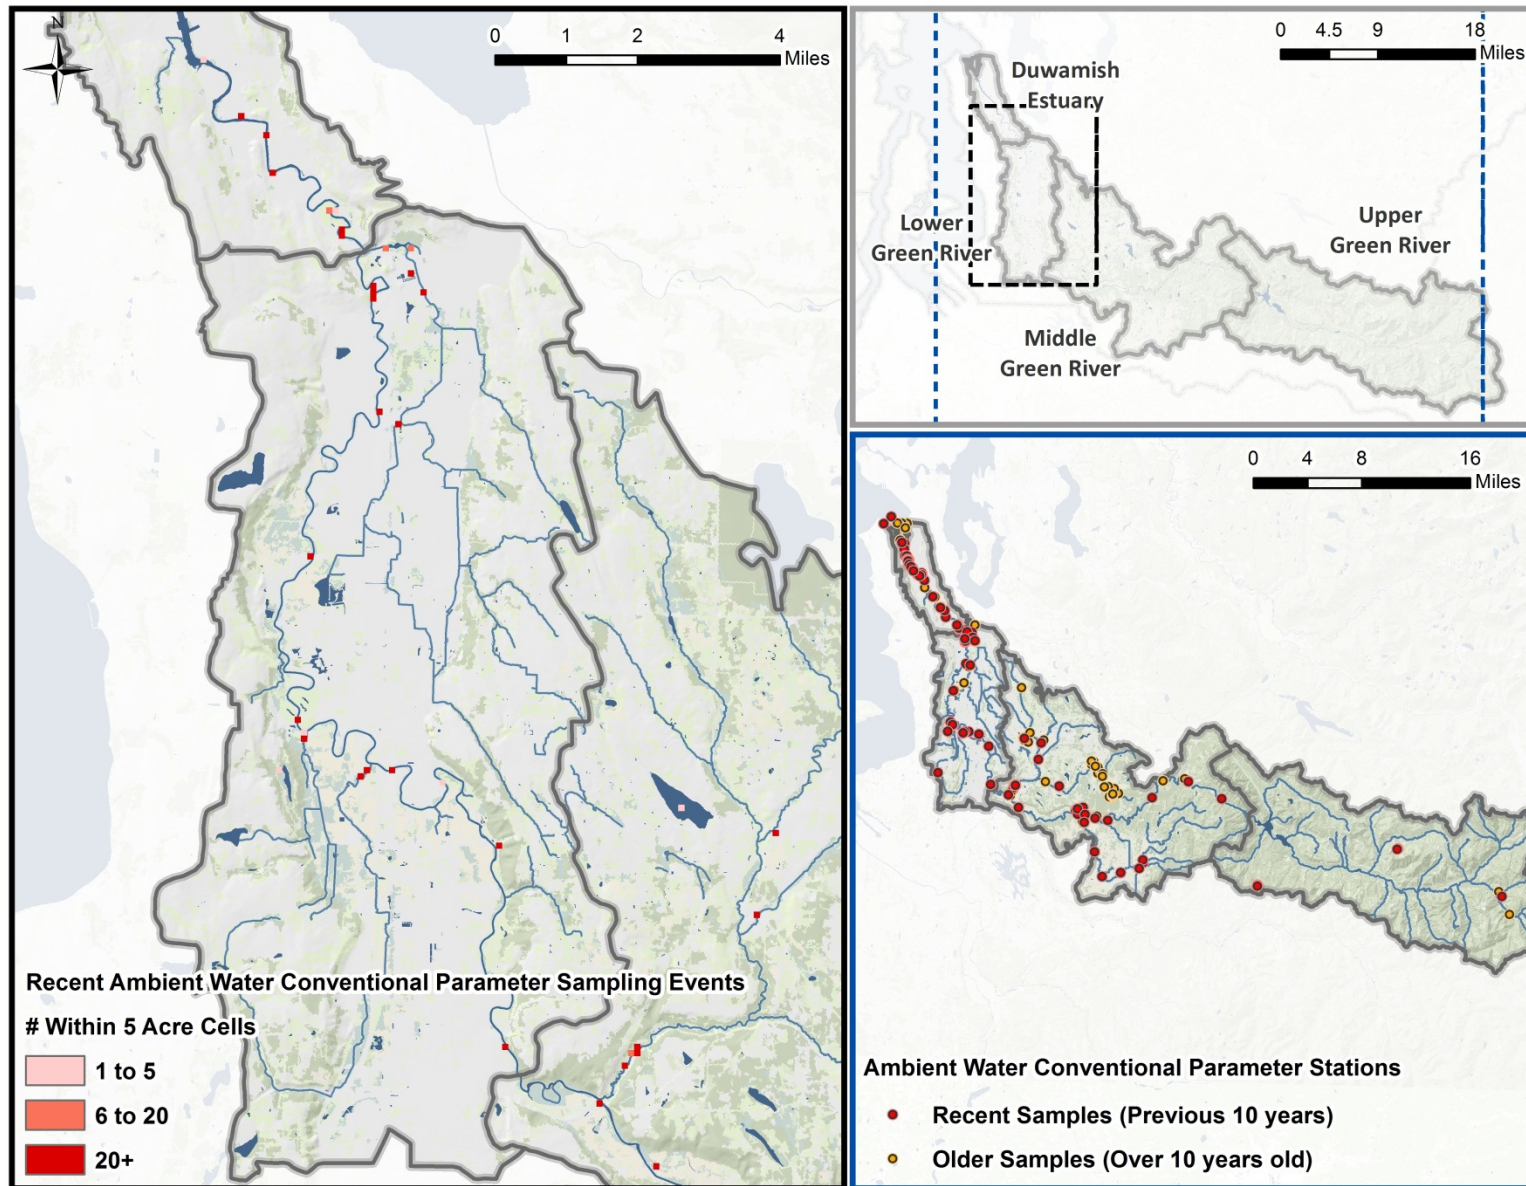 N
0 1 2 4
Miles
Recent Ambient Water Conventional Parameter Sampling Events
# Within 5 Acre Cells
1 to 5
6 to 20
20+
0 4.5 9 18
Miles
Duwamish
Estuary
Lower
Green River
Upper
Green River
Middle
Green River
0 4 8 16
Miles
Ambient Water Conventional Parameter Stations
Recent Samples (Previous 10 years)
Older Samples (Over 10 years old)